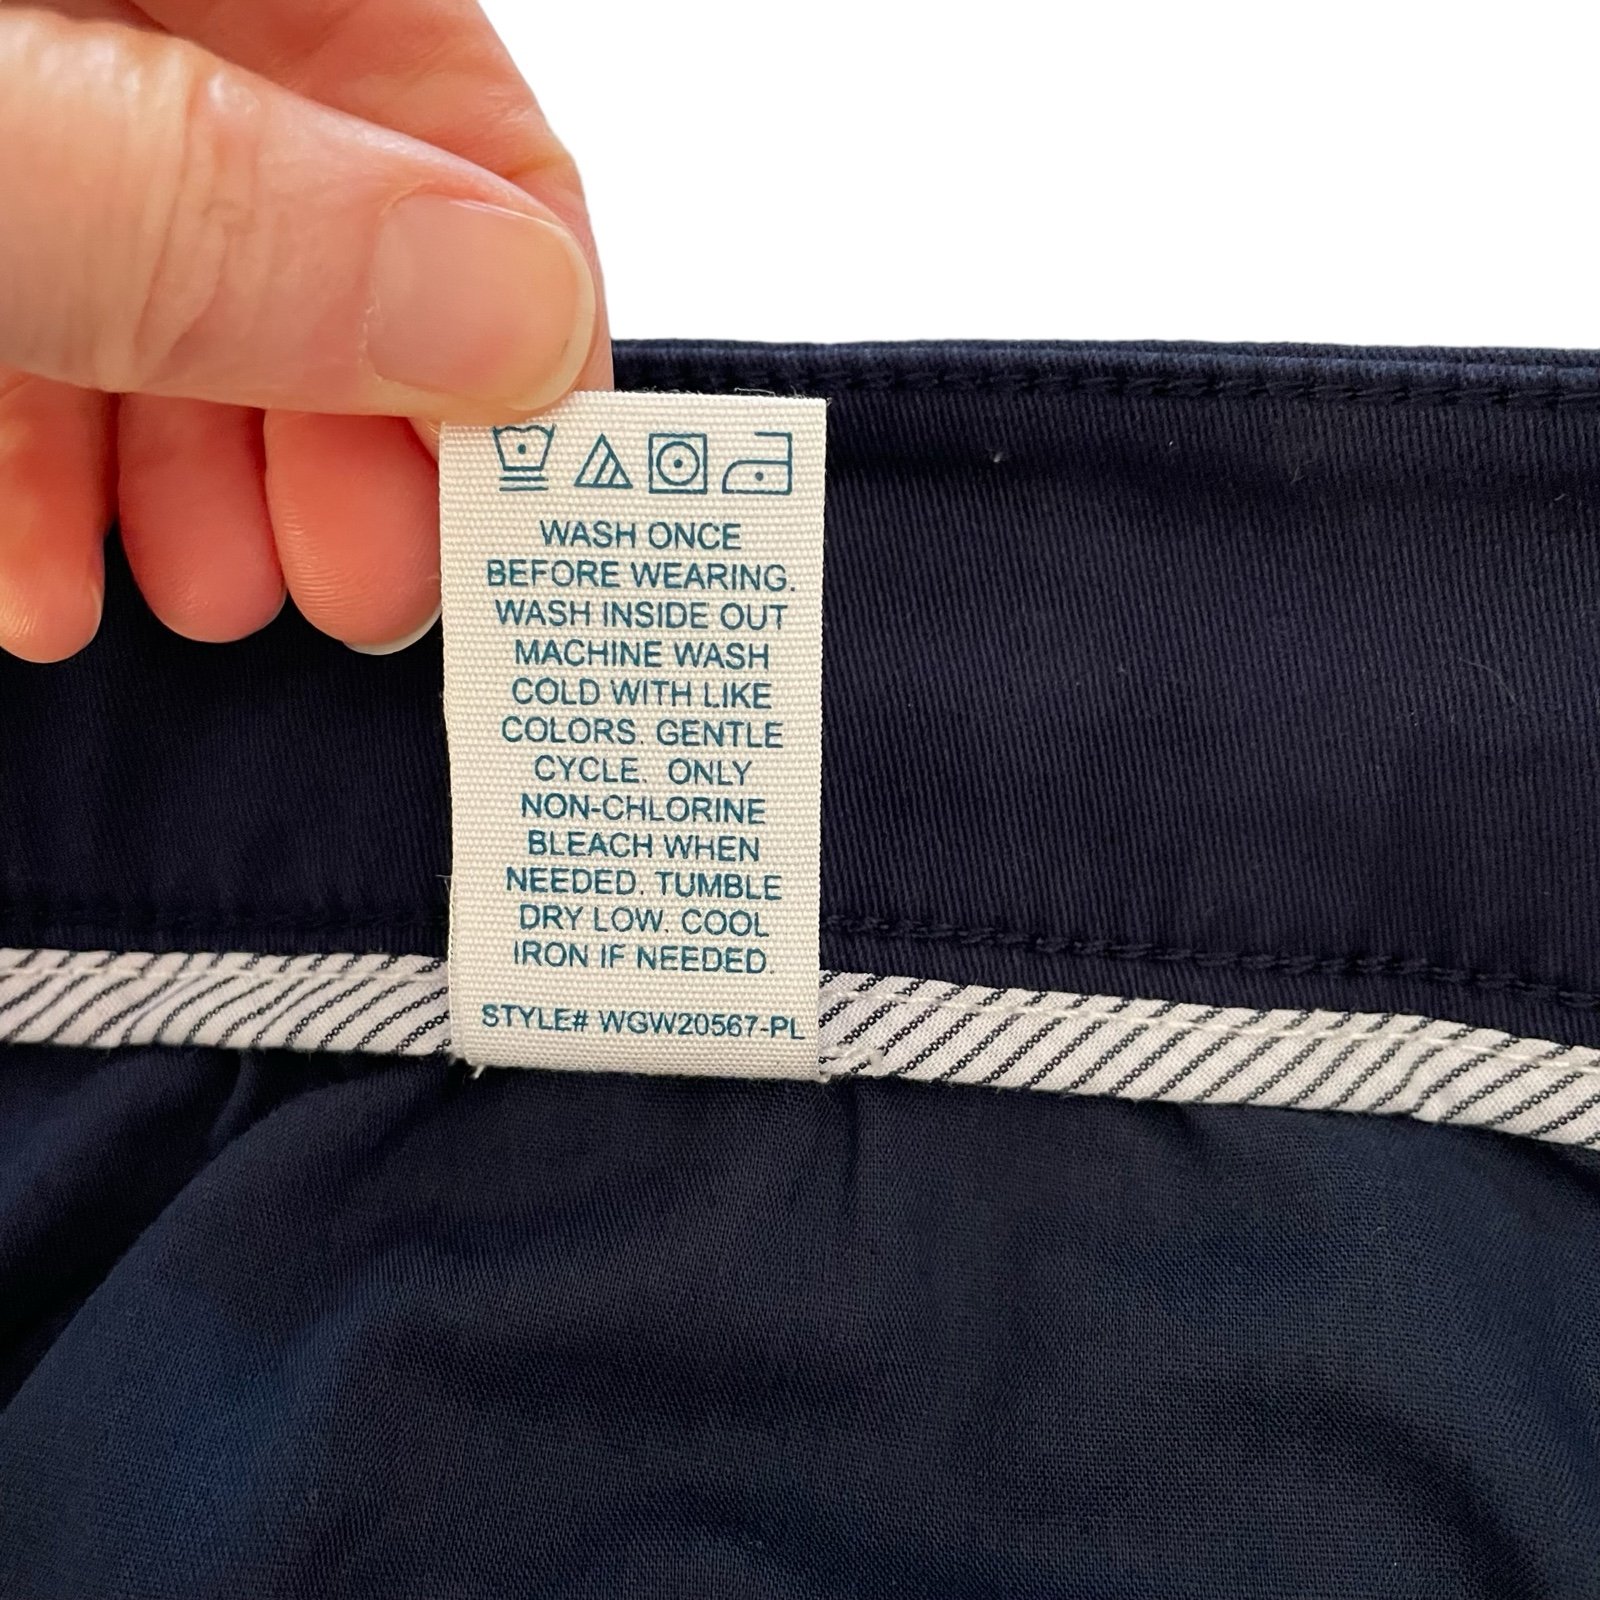 WASH ONCE
BEFORE WEARING.
WASH INSIDE OUT
MACHINE WASH
COLD WITH LIKE
COLORS. GENTLE
CYCLE. ONLY
NON-CHLORINE
BLEACH WHEN
NEEDED. TUMBLE
DRY LOW. COOL
IRON IF NEEDED.
STYLE# WGW20567-PL